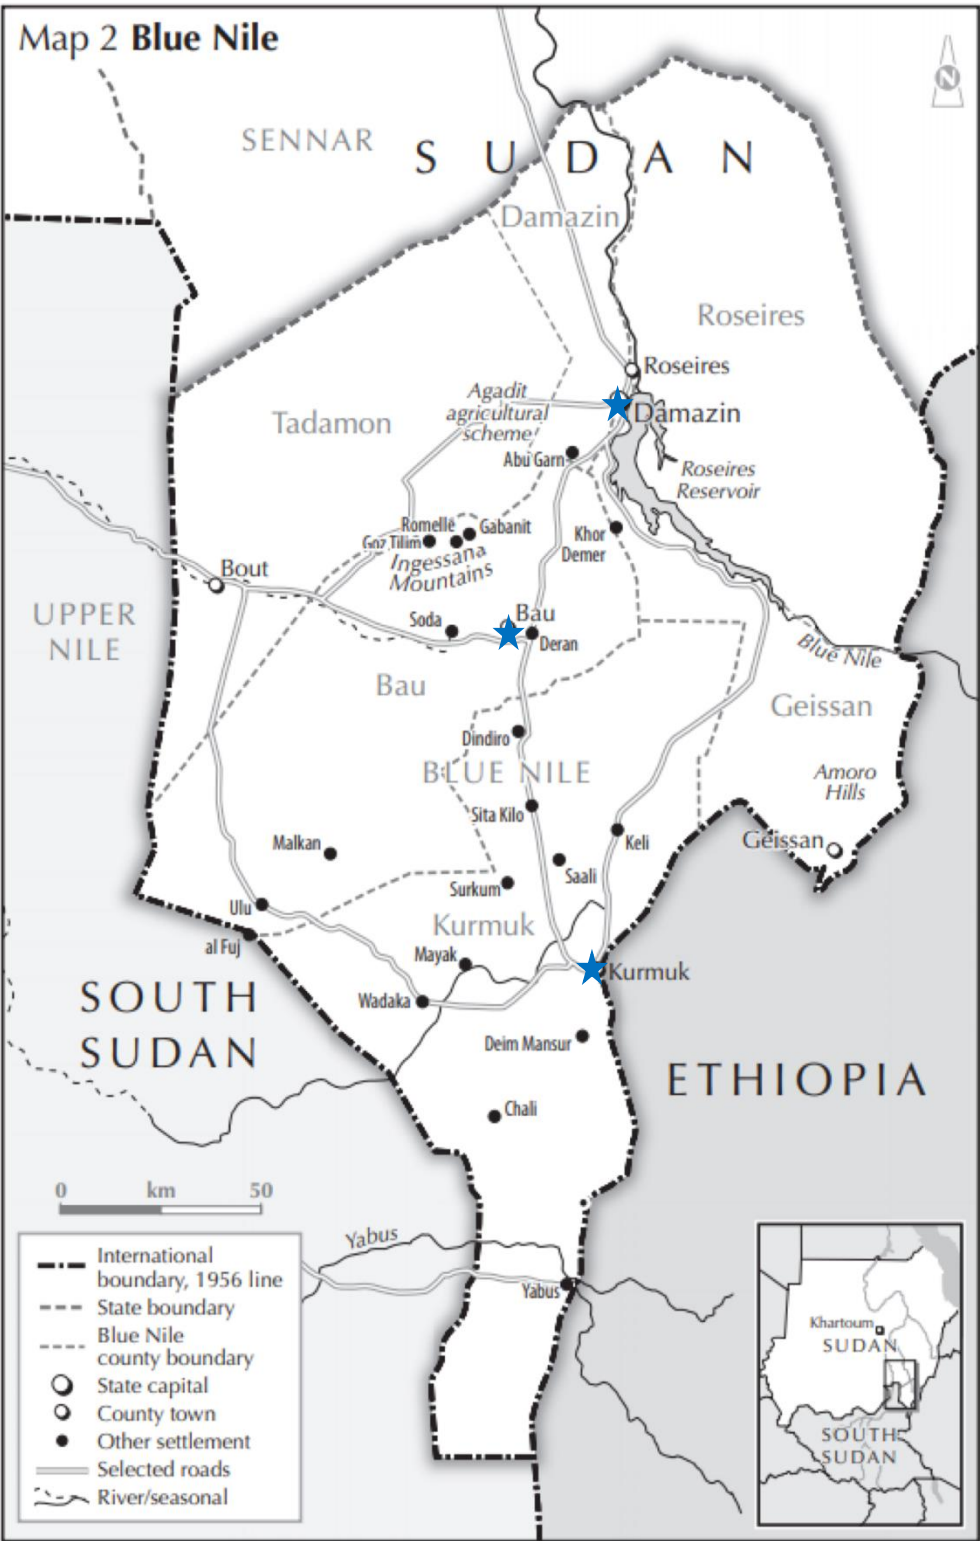 Map 2 Blue Nile
N
SENNAR
SUDAN
Damazin
Roseires
Roseires
Agadit
agricultural
scheme
Damazin
Tadamon
Abu Garn
Roseires
Reservoir
Romelle
Gabanit
Goz Tilim
Khor
Demer
Ingessana
Mountains
Bout
UPPER
NILE
Soda
Bau
Deran
Blue Nile
Bau
Geissan
Dindiro
BLUE NILE
Amoro
Hills
Sita Kilo
Malkan
Keli
Geissan
Saali
Surkum
Ulu
Kurmuk
al Fuj
Mayak
Kurmuk
SOUTH
SUDAN
Wadaka
Deim Mansur
ETHIOPIA
Chali
0 km 50
Yabus
Yabus
International
boundary, 1956 line
State boundary
Blue Nile
county boundary
State capital
County town
Other settlement
Selected roads
River/seasonal
Khartoum
SUDAN
SOUTH
SUDAN